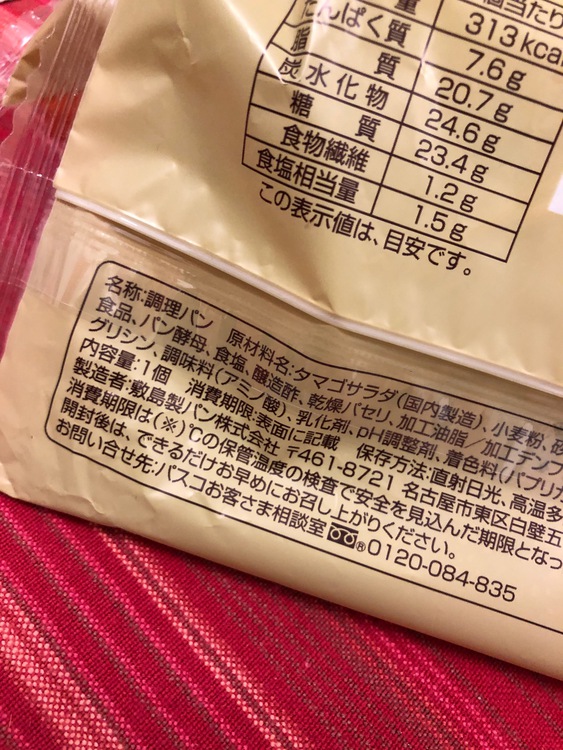 量 個当たり
たんぱく質 313kcal
脂質 7.6g
炭水化物 20.7g
糖質 24.6g
食物繊維 23.4g
食塩相当量 1.2g
1.5g
この表示値は、目安です。
名称:調理パン 原材料名:タマゴサラダ(国内製造)、小麦粉、砂
食品、パン酵母、食塩、醸造酢、乾燥パセリ、加工油脂/加工デンプ
グリシン、調味料(アミノ酸)、乳化剤、pH調整剤、着色料(パプリカ
内容量:1個 消費期限:表面に記載 保存方法:直射日光、高温多
製造者:敷島製パン株式会社 〒461-8721 名古屋市東区白壁五
消費期限は(※)℃の保管温度の検査で安全を見込んだ期限となっ
開封後は、できるだけお早めにお召し上がりください。
お問い合せ先:パスコお客さま相談室 ®0120-084-835